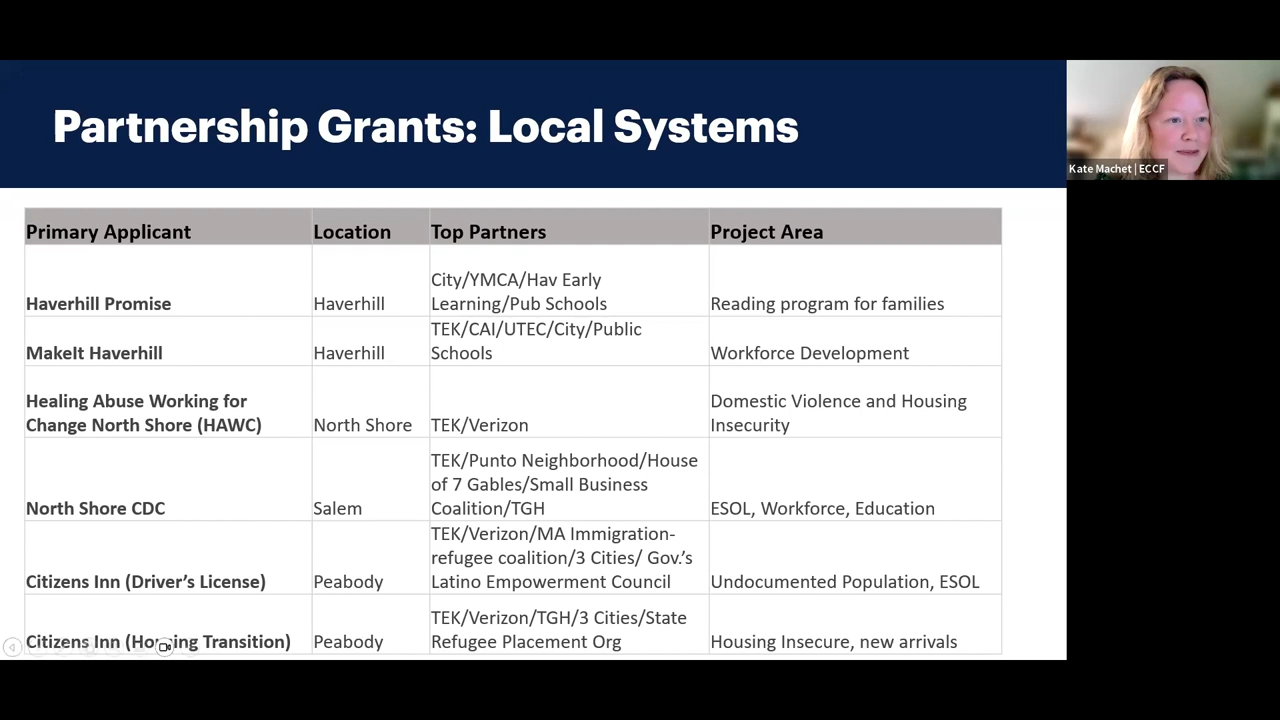 Partnership Grants: Local Systems
Kate Machet | ECCF
Primary Applicant
Location
Top Partners
Project Area
Haverhill Promise
Haverhill
City/YMCA/Hav Early
Learning/Pub Schools
Reading program for families
MakeIt Haverhill
Haverhill
TEK/CAI/UTEC/City/Public
Schools
Workforce Development
Healing Abuse Working for
Change North Shore (HAWC)
North Shore
TEK/Verizon
Domestic Violence and Housing
Insecurity
North Shore CDC
Salem
TEK/Punto Neighborhood/House
of 7 Gables/Small Business
Coalition/TGH
ESOL, Workforce, Education
Citizens Inn (Driver’s License)
Peabody
TEK/Verizon/MA Immigration-
refugee coalition/3 Cities/ Gov.’s
Latino Empowerment Council
Undocumented Population, ESOL
Citizens Inn (Housing Transition)
Peabody
TEK/Verizon/TGH/3 Cities/State
Refugee Placement Org
Housing Insecure, new arrivals